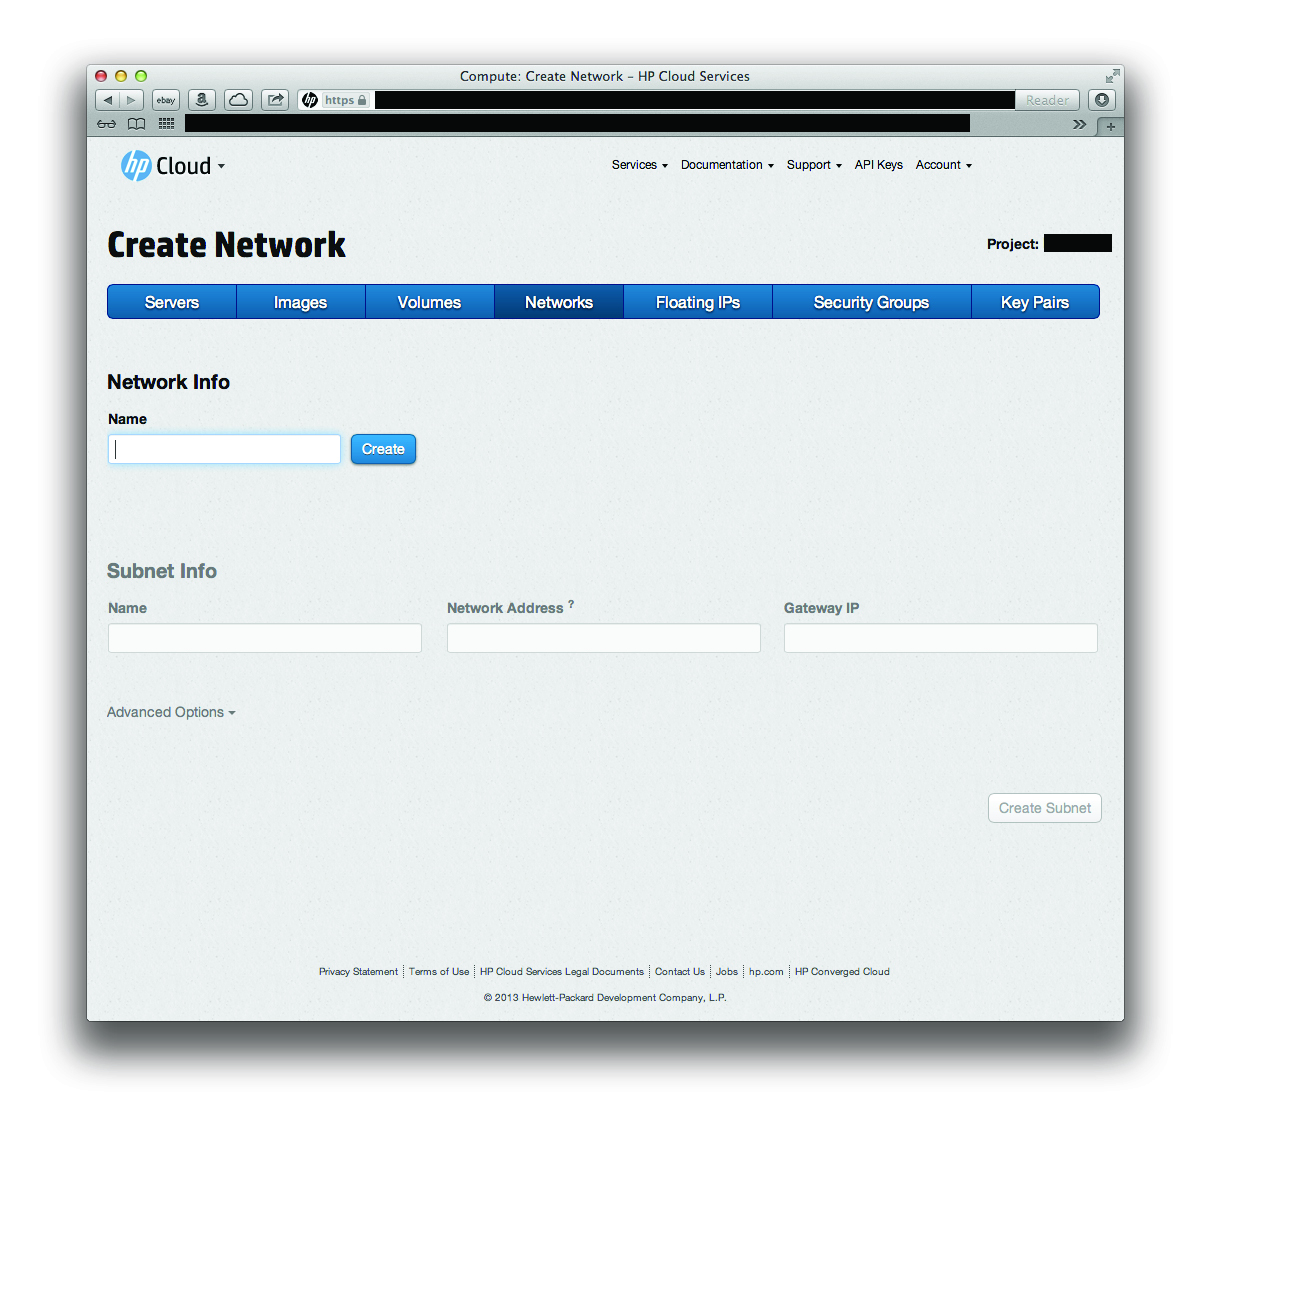 Compute: Create Network – HP Cloud Services
ebay a hp https Reader
hp Cloud Services Documentation Support API Keys Account
Create Network Project:
Servers Images Volumes Networks Floating IPs Security Groups Key Pairs
Network Info
Name
Create
Subnet Info
Name Network Address ? Gateway IP
Advanced Options
Create Subnet
Privacy Statement Terms of Use HP Cloud Services Legal Documents Contact Us Jobs hp.com HP Converged Cloud
© 2013 Hewlett-Packard Development Company, L.P.